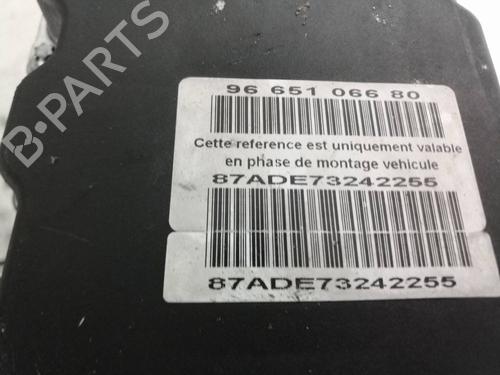 B-PARTS
96 651 066 80
Cette reference est uniquement valable
en phase de montage vehicule
87ADE73242255
87ADE73242255